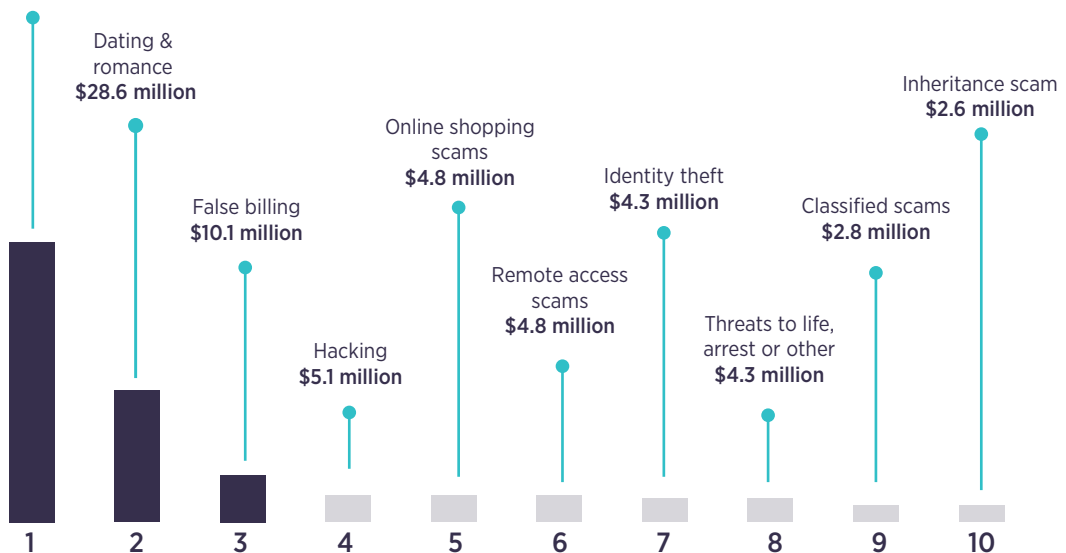 Dating &
romance
$28.6 million
False billing
$10.1 million
Hacking
$5.1 million
Online shopping
scams
$4.8 million
Remote access
scams
$4.8 million
Identity theft
$4.3 million
Threats to life,
arrest or other
$4.3 million
Classified scams
$2.8 million
Inheritance scam
$2.6 million
1 2 3 4 5 6 7 8 9 10